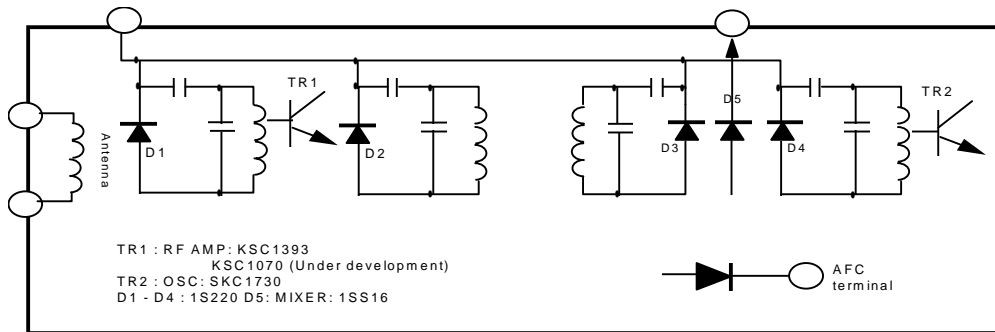 TR1
TR2
D5
Antenna
D1
D2
D3
D4
TR1 : RF AMP: KSC1393
KSC1070 (Under development)
TR2 : OSC: SKC1730
D1 - D4 : 1S220 D5: MIXER: 1SS16
AFC
terminal